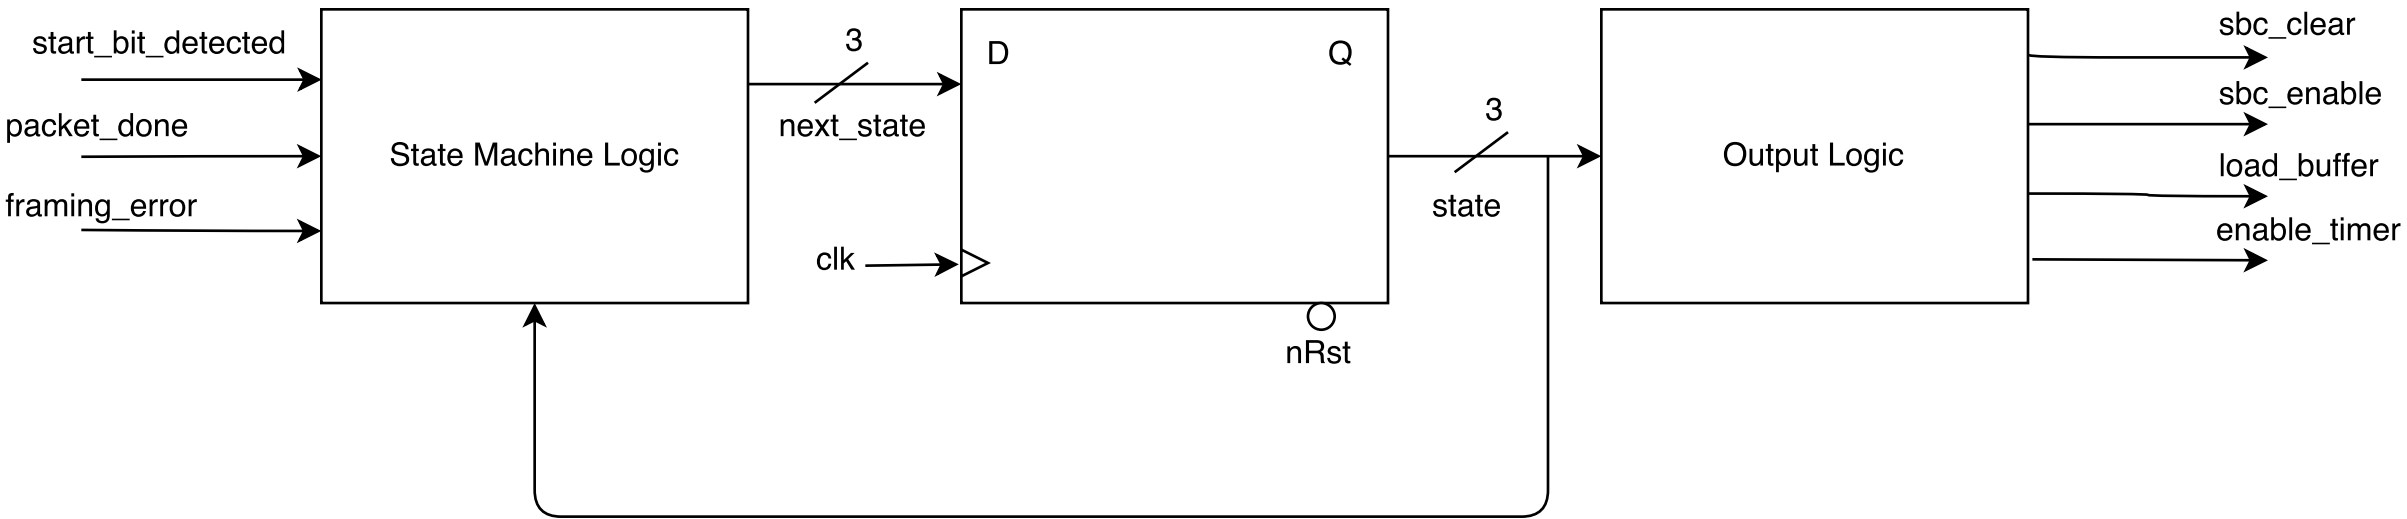 start_bit_detected
packet_done
framing_error
State Machine Logic
3
next_state
D
Q
clk
nRst
3
state
Output Logic
sbc_clear
sbc_enable
load_buffer
enable_timer